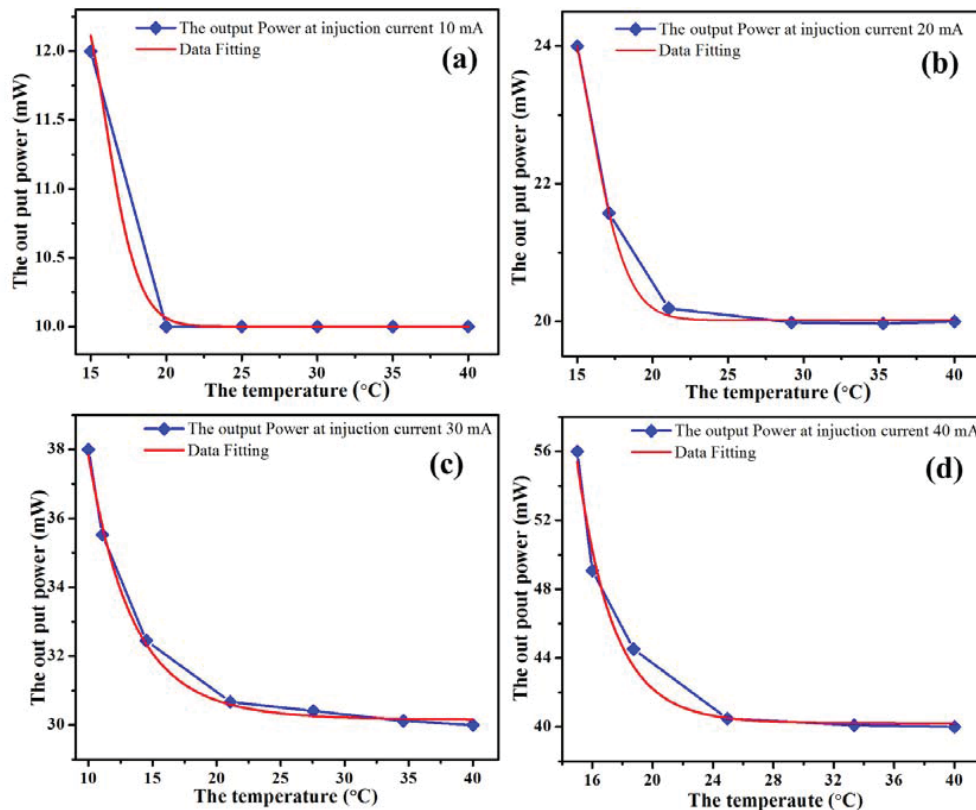 The output Power at injection current 10 mA
Data Fitting
(a)
12.0
11.5
11.0
10.5
10.0
15 20 25 30 35 40
The temperature (°C)
The out put power (mW)
The output Power at injuction current 20 mA
Data Fitting
(b)
24
22
20
15 20 25 30 35 40
The temperature (°C)
The out put power (mW)
The output Power at injuction current 30 mA
Data Fitting
(c)
38
36
34
32
30
10 15 20 25 30 35 40
The temperature (°C)
The out put power (mW)
The output Power at injuction current 40 mA
Data Fitting
(d)
56
52
48
44
40
16 20 24 28 32 36 40
The temperaute (°C)
The out pout power (mW)